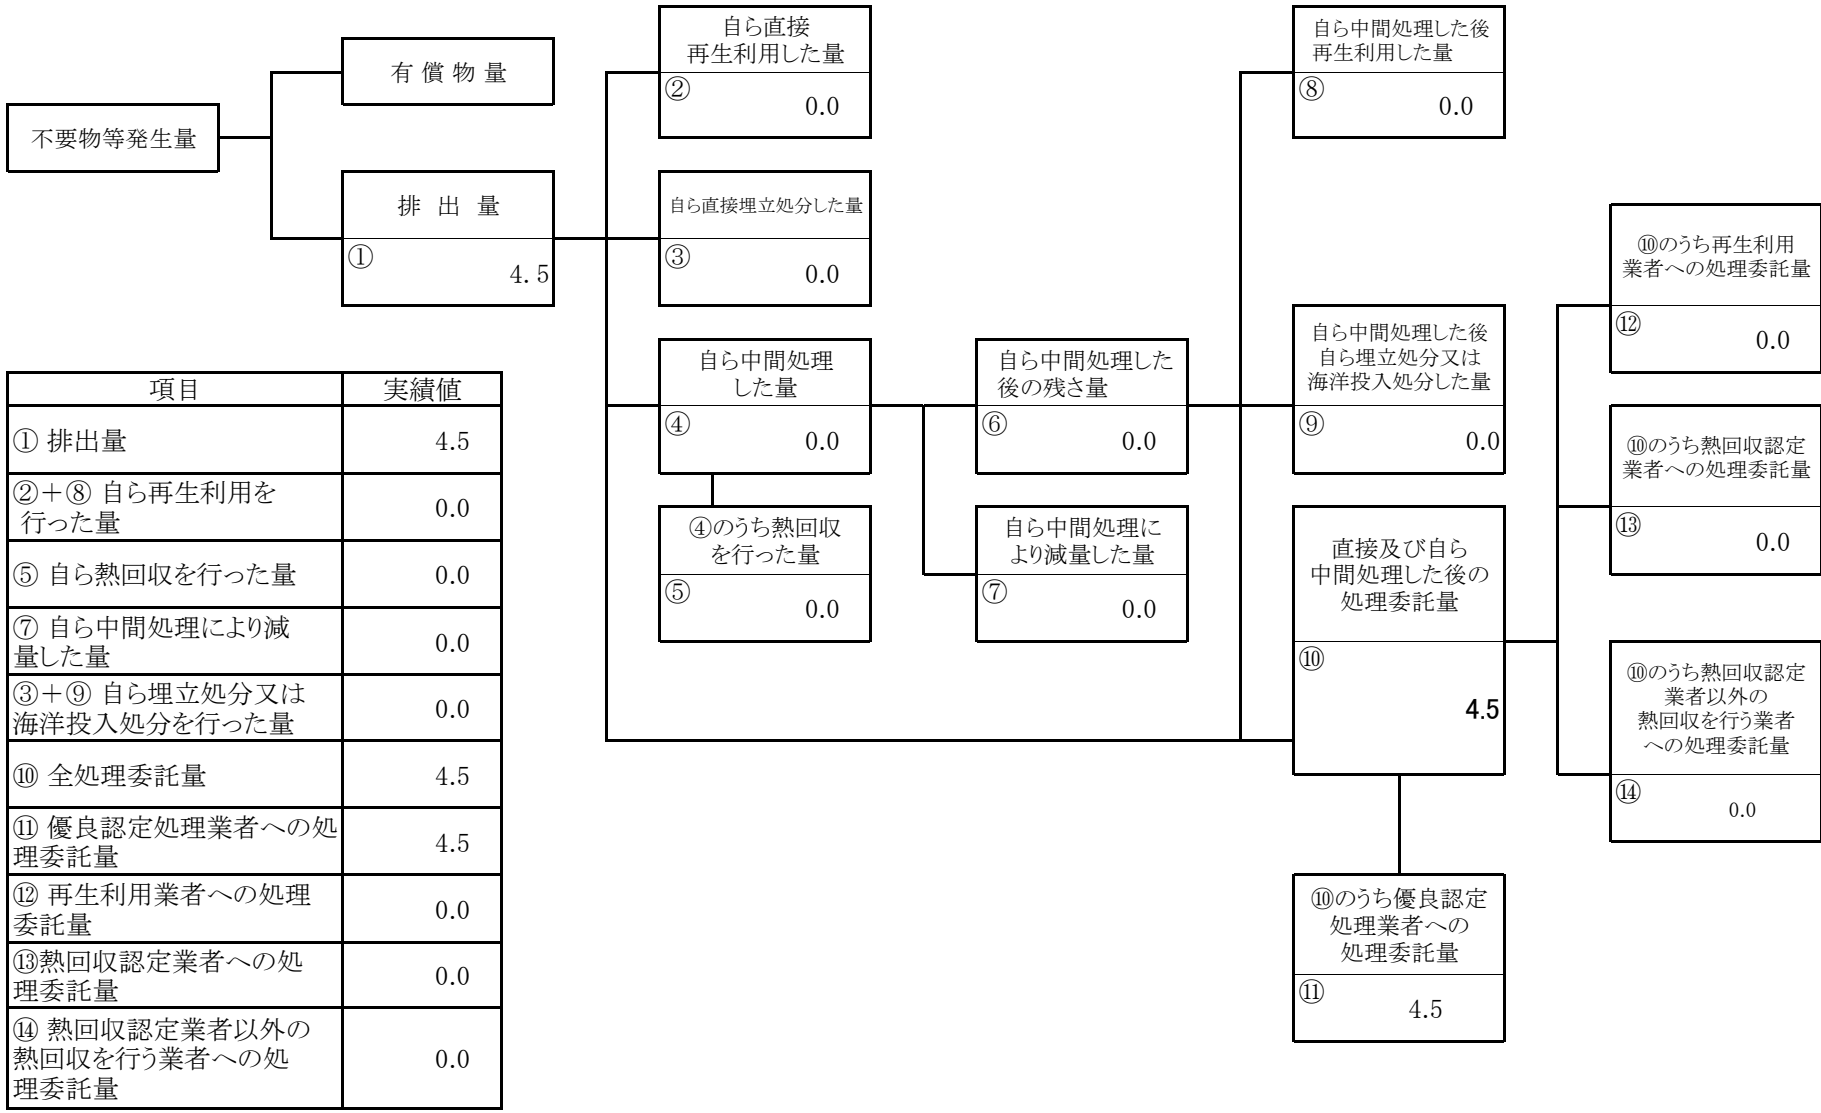 不要物等発生量
有 償 物 量
排 出 量
①
4.5
自ら直接
再生利用した量
②
0.0
自ら直接埋立処分した量
③
0.0
自ら中間処理
した量
④
0.0
④のうち熱回収
を行った量
⑤
0.0
自ら中間処理した
後の残さ量
⑥
0.0
自ら中間処理に
より減量した量
⑦
0.0
自ら中間処理した後
再生利用した量
⑧
0.0
自ら中間処理した後
自ら埋立処分又は
海洋投入処分した量
⑨
0.0
直接及び自ら
中間処理した後の
処理委託量
⑩
4.5
⑩のうち優良認定
処理業者への
処理委託量
⑪
4.5
⑩のうち再生利用
業者への処理委託量
⑫
0.0
⑩のうち熱回収認定
業者への処理委託量
⑬
0.0
⑩のうち熱回収認定
業者以外の
熱回収を行う業者
への処理委託量
⑭
0.0
項目 実績値
① 排出量 4.5
②+⑧ 自ら再生利用を
行った量 0.0
⑤ 自ら熱回収を行った量 0.0
⑦ 自ら中間処理により減
量した量 0.0
③+⑨ 自ら埋立処分又は
海洋投入処分を行った量 0.0
⑩ 全処理委託量 4.5
⑪ 優良認定処理業者への処
理委託量 4.5
⑫ 再生利用業者への処理
委託量 0.0
⑬熱回収認定業者への処
理委託量 0.0
⑭ 熱回収認定業者以外の
熱回収を行う業者への処
理委託量 0.0